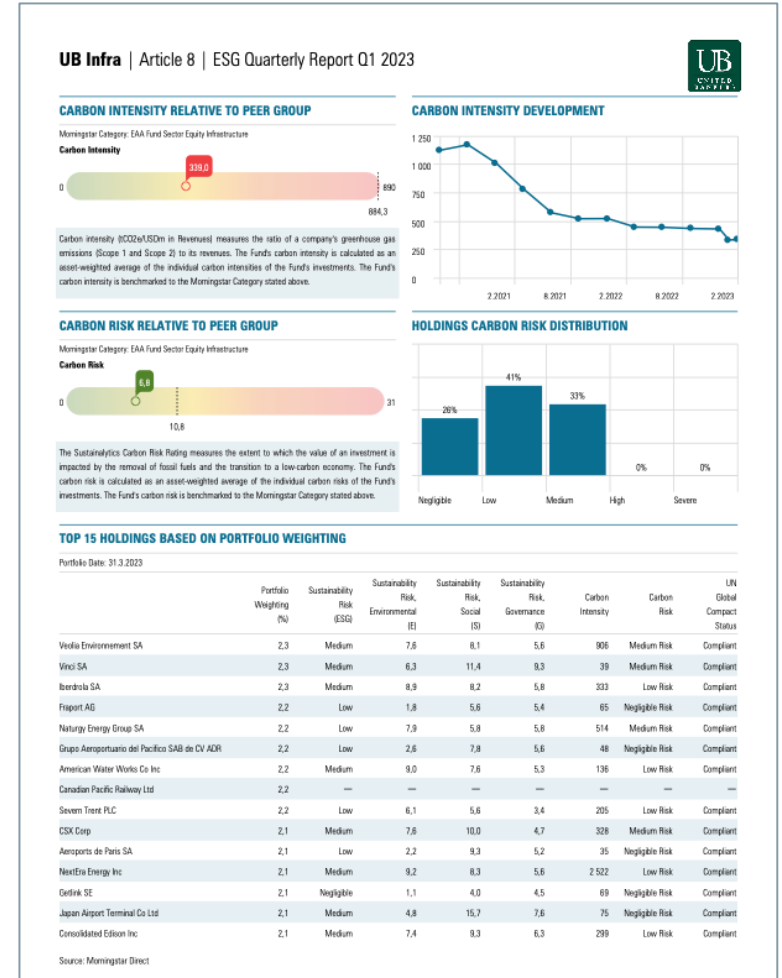 UB Infra | Article 8 | ESG Quarterly Report Q1 2023
UB
UNITED
BANKERS
CARBON INTENSITY RELATIVE TO PEER GROUP
Morningstar Category: EAA Fund Sector Equity Infrastructure
Carbon Intensity
339,0
0
890
884,3
Carbon intensity (tCO2e/USDm in Revenues) measures the ratio of a company's greenhouse gas
emissions (Scope 1 and Scope 2) to its revenues. The Fund's carbon intensity is calculated as an
asset-weighted average of the individual carbon intensities of the Fund's investments. The Fund's
carbon intensity is benchmarked to the Morningstar Category stated above.
CARBON INTENSITY DEVELOPMENT
1 250
1 000
750
500
250
0
2.2021 8.2021 2.2022 8.2022 2.2023
CARBON RISK RELATIVE TO PEER GROUP
Morningstar Category: EAA Fund Sector Equity Infrastructure
Carbon Risk
6,8
0
31
10,8
The Sustainalytics Carbon Risk Rating measures the extent to which the value of an investment is
impacted by the removal of fossil fuels and the transition to a low-carbon economy. The Fund's
carbon risk is calculated as an asset-weighted average of the individual carbon risks of the Fund's
investments. The Fund's carbon risk is benchmarked to the Morningstar Category stated above.
HOLDINGS CARBON RISK DISTRIBUTION
26% 41% 33% 0% 0%
Negligible Low Medium High Severe
TOP 15 HOLDINGS BASED ON PORTFOLIO WEIGHTING
Portfolio Date: 31.3.2023
Portfolio
Weighting
(%)
Sustainability
Risk
(ESG)
Sustainability
Risk,
Environmental
(E)
Sustainability
Risk,
Social
(S)
Sustainability
Risk,
Governance
(G)
Carbon
Intensity
Carbon
Risk
UN
Global
Compact
Status
Veolia Environnement SA 2,3 Medium 7,6 8,1 5,6 906 Medium Risk Compliant
Vinci SA 2,3 Medium 6,3 11,4 9,3 39 Medium Risk Compliant
Iberdrola SA 2,3 Medium 8,9 8,2 5,8 333 Low Risk Compliant
Fraport AG 2,2 Low 1,8 5,6 5,4 65 Negligible Risk Compliant
Naturgy Energy Group SA 2,2 Low 7,9 5,8 5,8 514 Medium Risk Compliant
Grupo Aeroportuario del Pacifico SAB de CV ADR 2,2 Low 2,6 7,8 5,6 48 Negligible Risk Compliant
American Water Works Co Inc 2,2 Medium 9,0 7,6 5,3 136 Low Risk Compliant
Canadian Pacific Railway Ltd 2,2 — — — — — — —
Severn Trent PLC 2,2 Low 6,1 5,6 3,4 205 Low Risk Compliant
CSX Corp 2,1 Medium 7,6 10,0 4,7 328 Medium Risk Compliant
Aeroports de Paris SA 2,1 Low 2,2 9,3 5,2 35 Negligible Risk Compliant
NextEra Energy Inc 2,1 Medium 9,2 8,3 5,6 2 522 Low Risk Compliant
Getlink SE 2,1 Negligible 1,1 4,0 4,5 69 Negligible Risk Compliant
Japan Airport Terminal Co Ltd 2,1 Medium 4,8 15,7 7,6 75 Negligible Risk Compliant
Consolidated Edison Inc 2,1 Medium 7,4 9,3 6,3 299 Low Risk Compliant
Source: Morningstar Direct